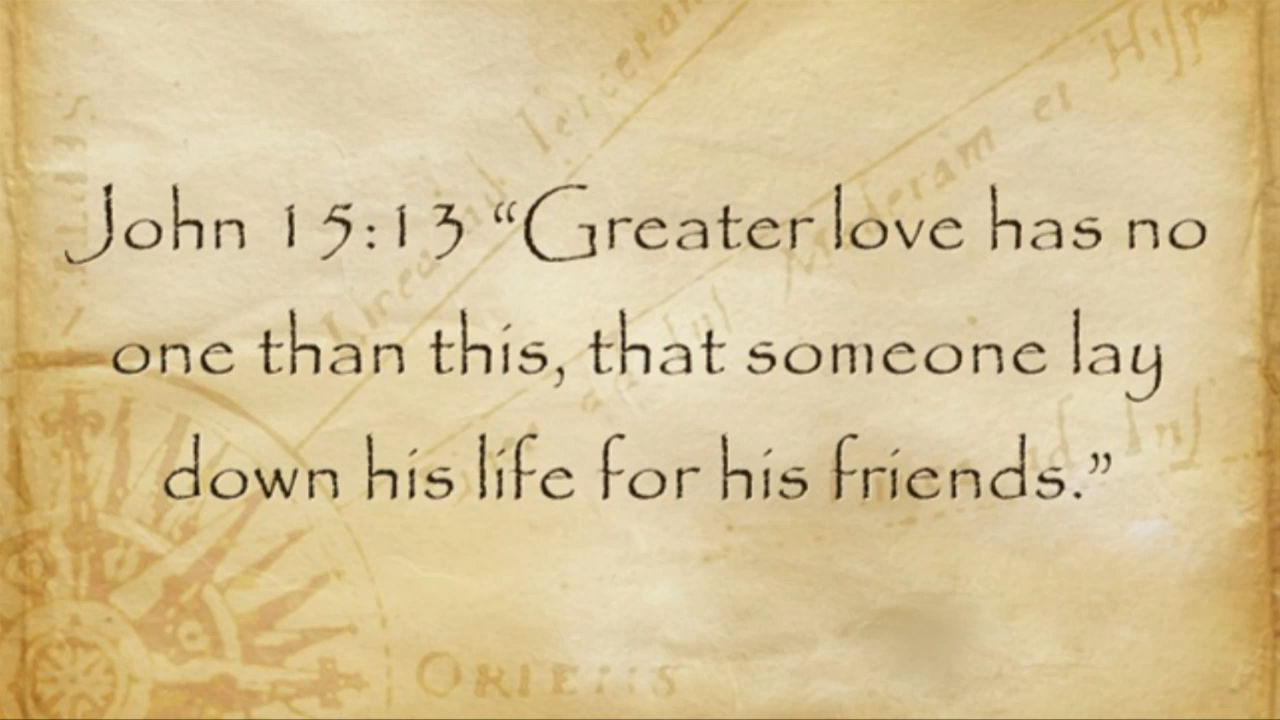 John 15:13 “Greater love has no
one than this, that someone lay
down his life for his friends.”